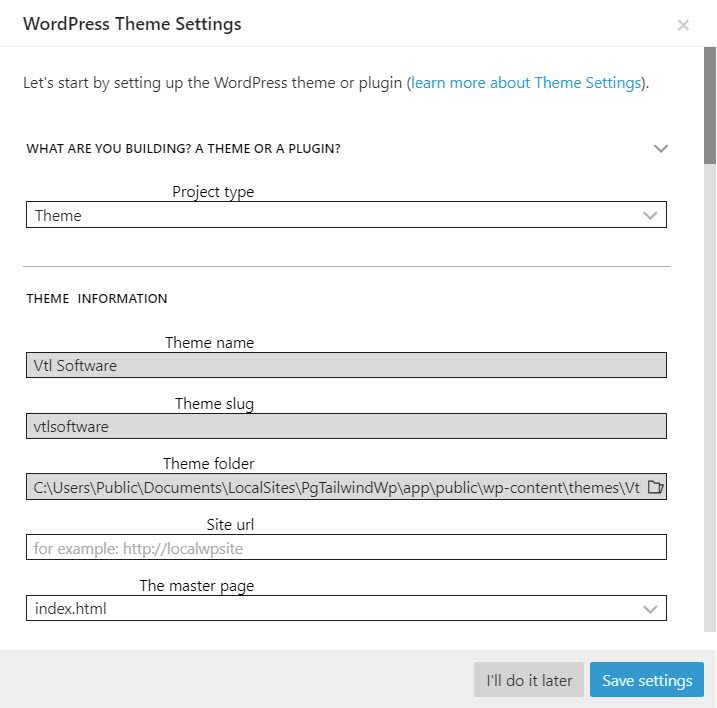 WordPress Theme Settings
Let's start by setting up the WordPress theme or plugin (learn more about Theme Settings).
WHAT ARE YOU BUILDING? A THEME OR A PLUGIN?
Project type
Theme
THEME INFORMATION
Theme name
Vtl Software
Theme slug
vtlsoftware
Theme folder
C:\Users\Public\Documents\LocalSites\PgTailwindWp\app\public\wp-content\themes\Vt
Site url
for example: http://localwpsite
The master page
index.html
I'll do it later
Save settings